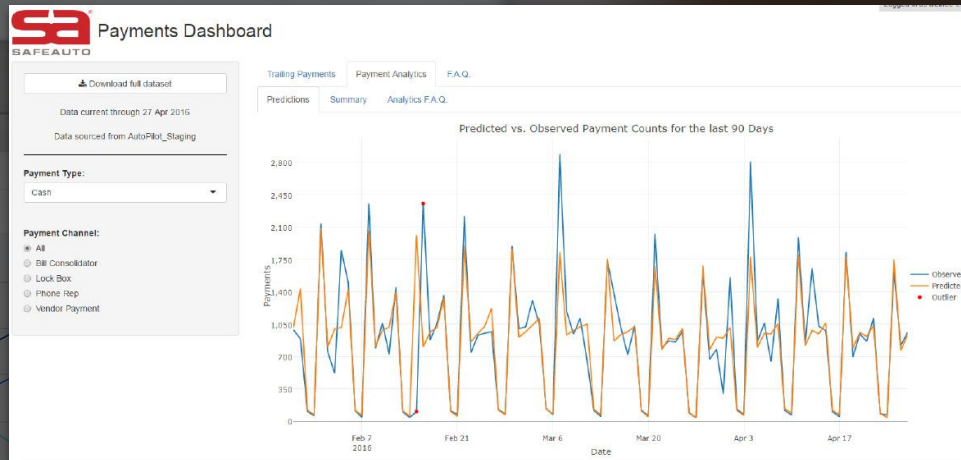 sa
SAFEAUTO
Payments Dashboard
Download full dataset
Data current through 27 Apr 2016
Data sourced from AutoPilot_Staging
Payment Type:
Cash
Payment Channel:
All
Bill Consolidator
Lock Box
Phone Rep
Vendor Payment
Trailing Payments Payment Analytics F.A.Q.
Predictions Summary Analytics F.A.Q.
Predicted vs. Observed Payment Counts for the last 90 Days
2,800
2,450
2,100
1,750
1,400
1,050
700
350
0
Payments
Feb 7 Feb 21 Mar 6 Mar 20 Apr 3 Apr 17
2016
Date
Observe
Predicte
Outlier